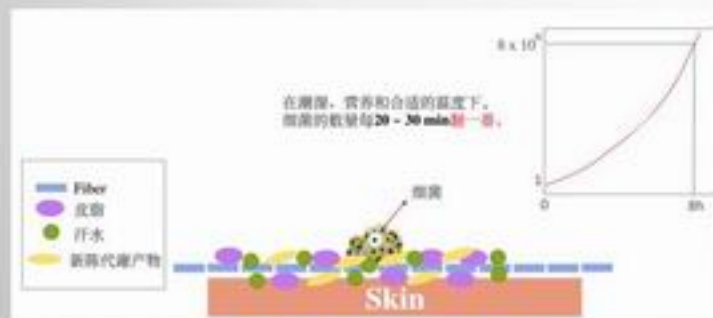 8 x 10⁶
在潮湿、营养和合适的温度下。
细菌的数量每20 - 30 min翻一番。
1
0
8h
细菌
Fiber
皮脂
汗水
新陈代谢产物
Skin